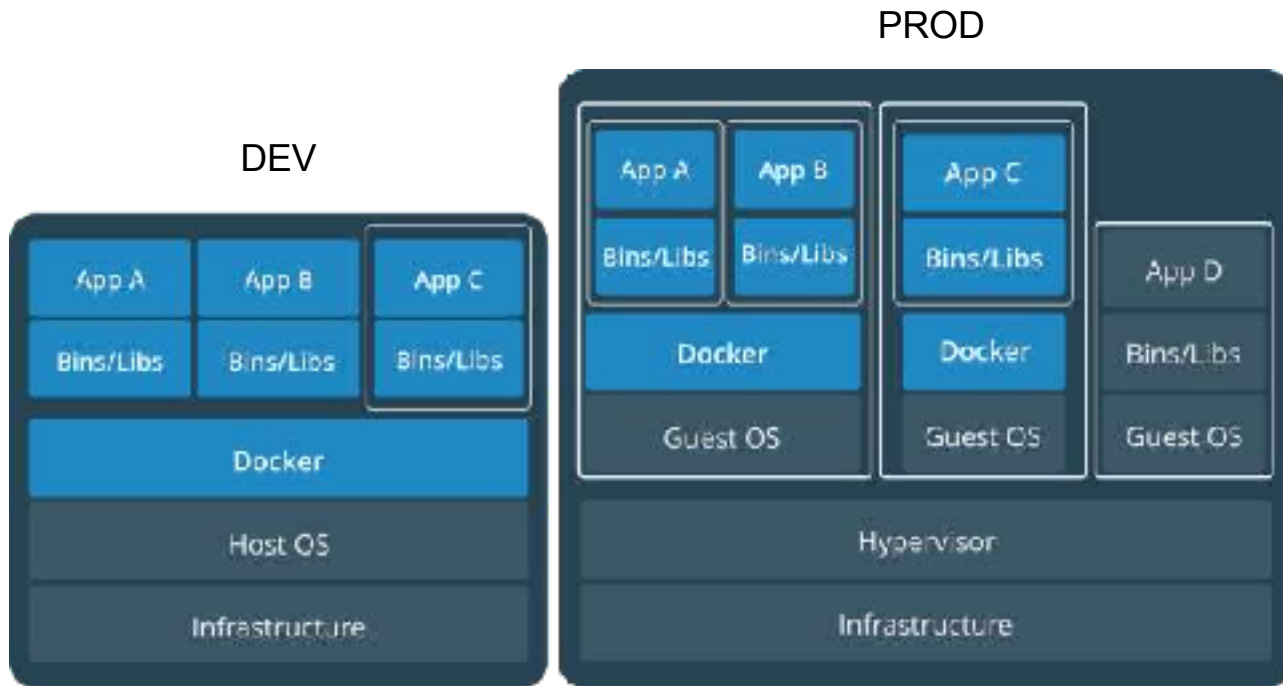 PROD
DEV
App A App B App C
Bins/Libs Bins/Libs Bins/Libs
Docker
Host OS
Infrastructure
App A App B App C
Bins/Libs Bins/Libs Bins/Libs
App D
Docker Docker Bins/Libs
Guest OS Guest OS Guest OS
Hypervisor
Infrastructure